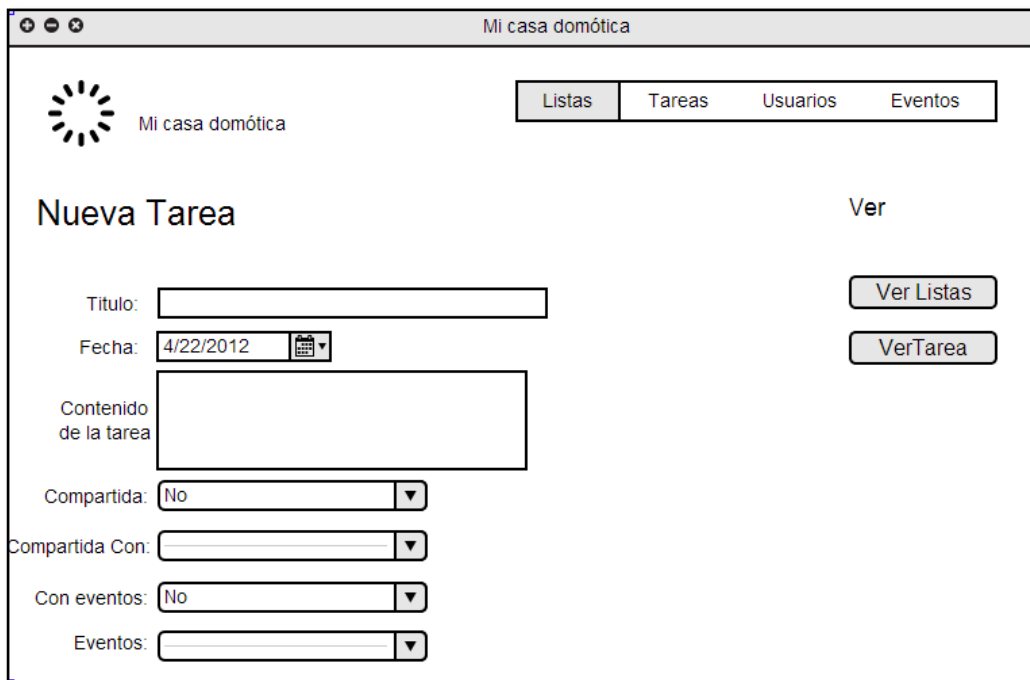 Mi casa domótica
Mi casa domótica
Listas Tareas Usuarios Eventos
Nueva Tarea
Ver
Titulo:
Ver Listas
Fecha: 4/22/2012
VerTarea
Contenido
de la tarea
Compartida: No
Compartida Con:
Con eventos: No
Eventos: